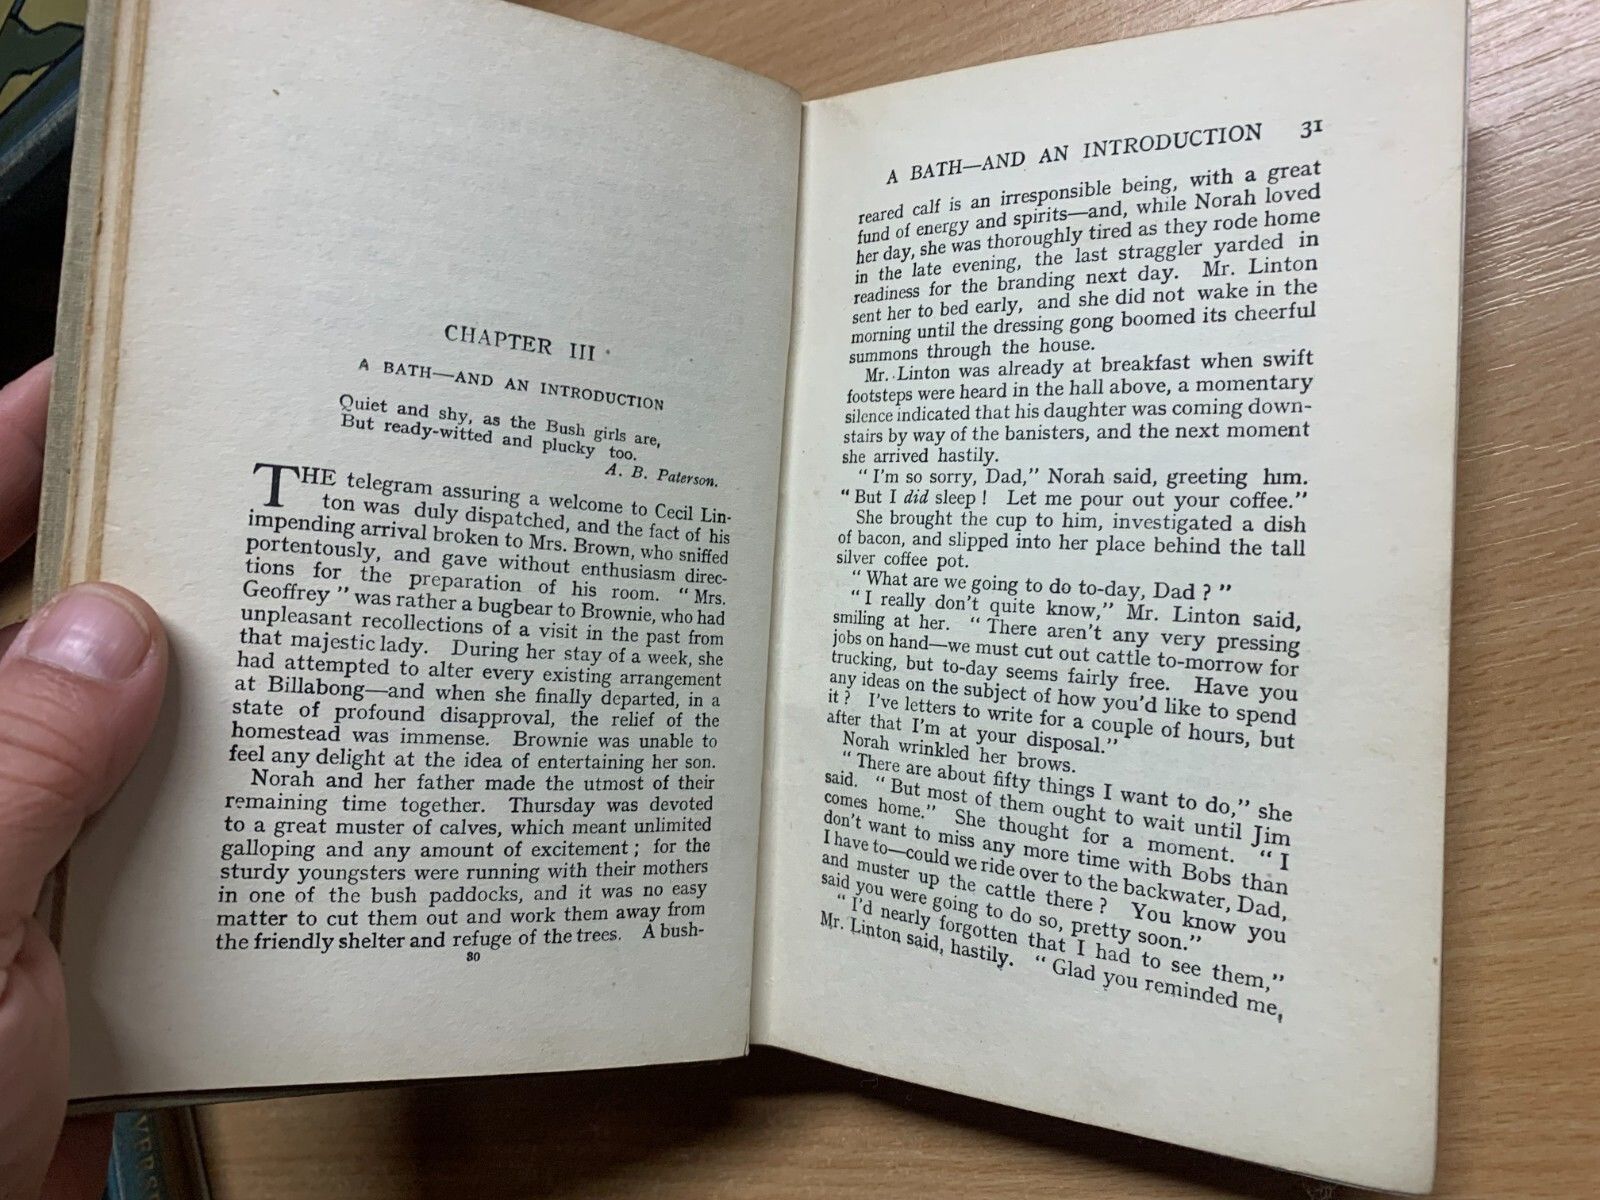 CHAPTER III
A BATH—AND AN INTRODUCTION
Quiet and shy, as the Bush girls are,
But ready-witted and plucky too.
A. B. Paterson.
THE telegram assuring a welcome to Cecil Lin-
ton was duly dispatched, and the fact of his
impending arrival broken to Mrs. Brown, who sniffed
portentously, and gave without enthusiasm direc-
tions for the preparation of his room. “Mrs.
Geoffrey” was rather a bugbear to Brownie, who had
unpleasant recollections of a visit in the past from
that majestic lady. During her stay of a week, she
had attempted to alter every existing arrangement
at Billabong—and when she finally departed, in a
state of profound disapproval, the relief of the
homestead was immense. Brownie was unable to
feel any delight at the idea of entertaining her son.
Norah and her father made the utmost of their
remaining time together. Thursday was devoted
to a great muster of calves, which meant unlimited
galloping and any amount of excitement; for the
sturdy youngsters were running with their mothers
in one of the bush paddocks, and it was no easy
matter to cut them out and work them away from
the friendly shelter and refuge of the trees. A bush-
30
A BATH—AND AN INTRODUCTION 31
reared calf is an irresponsible being, with a great
fund of energy and spirits—and, while Norah loved
her day, she was thoroughly tired as they rode home
in the late evening, the last straggler yarded in
readiness for the branding next day. Mr. Linton
sent her to bed early, and she did not wake in the
morning until the dressing gong boomed its cheerful
summons through the house.
Mr. Linton was already at breakfast when swift
footsteps were heard in the hall above, a momentary
silence indicated that his daughter was coming down-
stairs by way of the banisters, and the next moment
she arrived hastily.
“I'm so sorry, Dad,” Norah said, greeting him.
“But I did sleep! Let me pour out your coffee.”
She brought the cup to him, investigated a dish
of bacon, and slipped into her place behind the tall
silver coffee pot.
“What are we going to do to-day, Dad?”
“I really don't quite know,” Mr. Linton said,
smiling at her. “There aren't any very pressing
jobs on hand—we must cut out cattle to-morrow for
trucking, but to-day seems fairly free. Have you
any ideas on the subject of how you'd like to spend
it? I've letters to write for a couple of hours, but
after that I'm at your disposal.”
Norah wrinkled her brows.
“There are about fifty things I want to do,” she
said. “But most of them ought to wait until Jim
comes home.” She thought for a moment. “I
don't want to miss any more time with Bobs than
I have to—could we ride over to the backwater, Dad,
and muster up the cattle there? You know you
said you were going to do so, pretty soon.”
“I'd nearly forgotten that I had to see them,”
Mr. Linton said, hastily. “Glad you reminded me,